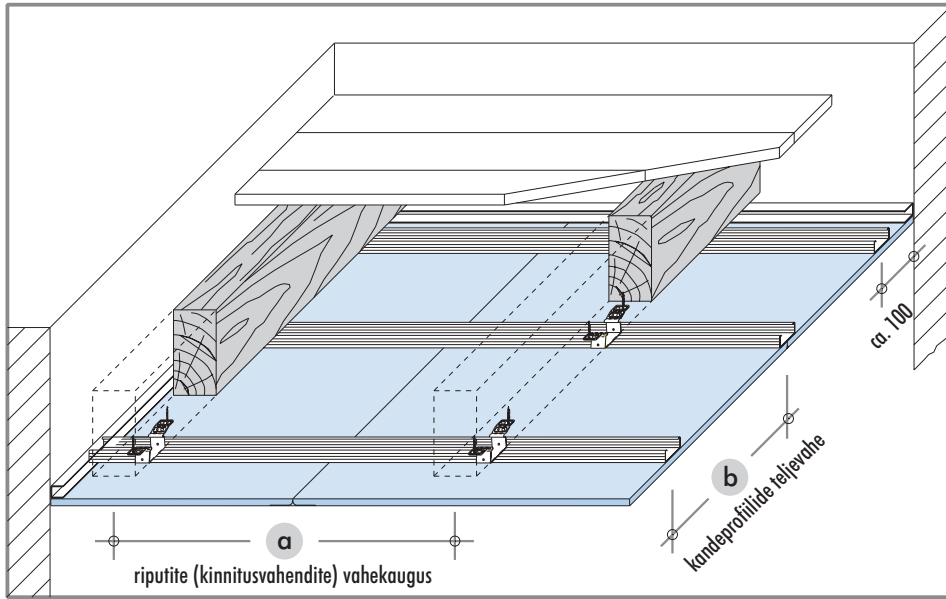 ca. 100
b
kandeprofiilide teljevahe
a
riputite (kinnitusvahendite) vahekaugus